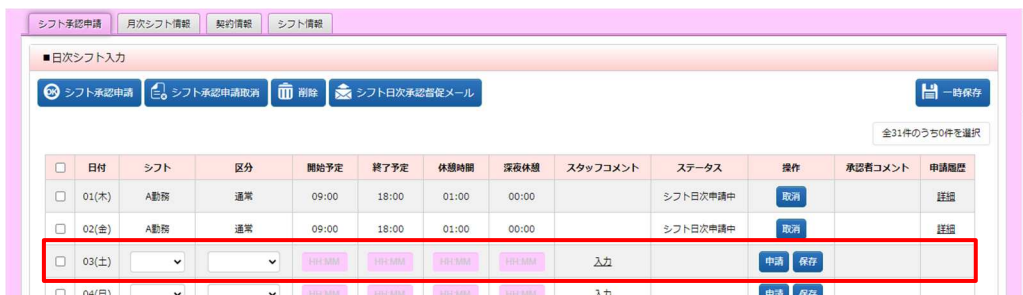 シフト承認申請 月次シフト情報 契約情報 シフト情報
■日次シフト入力
OK シフト承認申請 シフト承認申請取消 削除 シフト日次承認督促メール 一時保存
全31件のうち0件を選択
日付 シフト 区分 開始予定 終了予定 休憩時間 深夜休憩 スタッフコメント ステータス 操作 承認者コメント 申請履歴
01(木) A勤務 通常 09:00 18:00 01:00 00:00 シフト日次申請中 取消 詳細
02(金) A勤務 通常 09:00 18:00 01:00 00:00 シフト日次申請中 取消 詳細
03(土) HH:MM HH:MM HH:MM HH:MM 入力 申請 保存
04(日) HH:MM HH:MM HH:MM HH:MM 入力 申請 保存